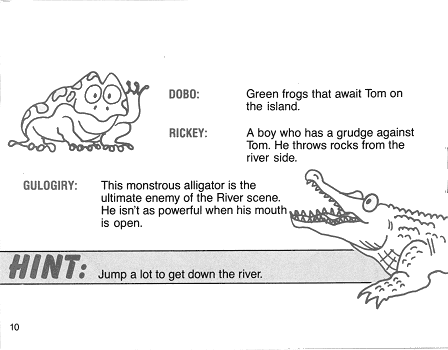 DOBO: Green frogs that await Tom on
the island.
RICKEY: A boy who has a grudge against
Tom. He throws rocks from the
river side.
GULOGIRY: This monstrous alligator is the
ultimate enemy of the River scene.
He isn't as powerful when his mouth
is open.
HINT: Jump a lot to get down the river.
10